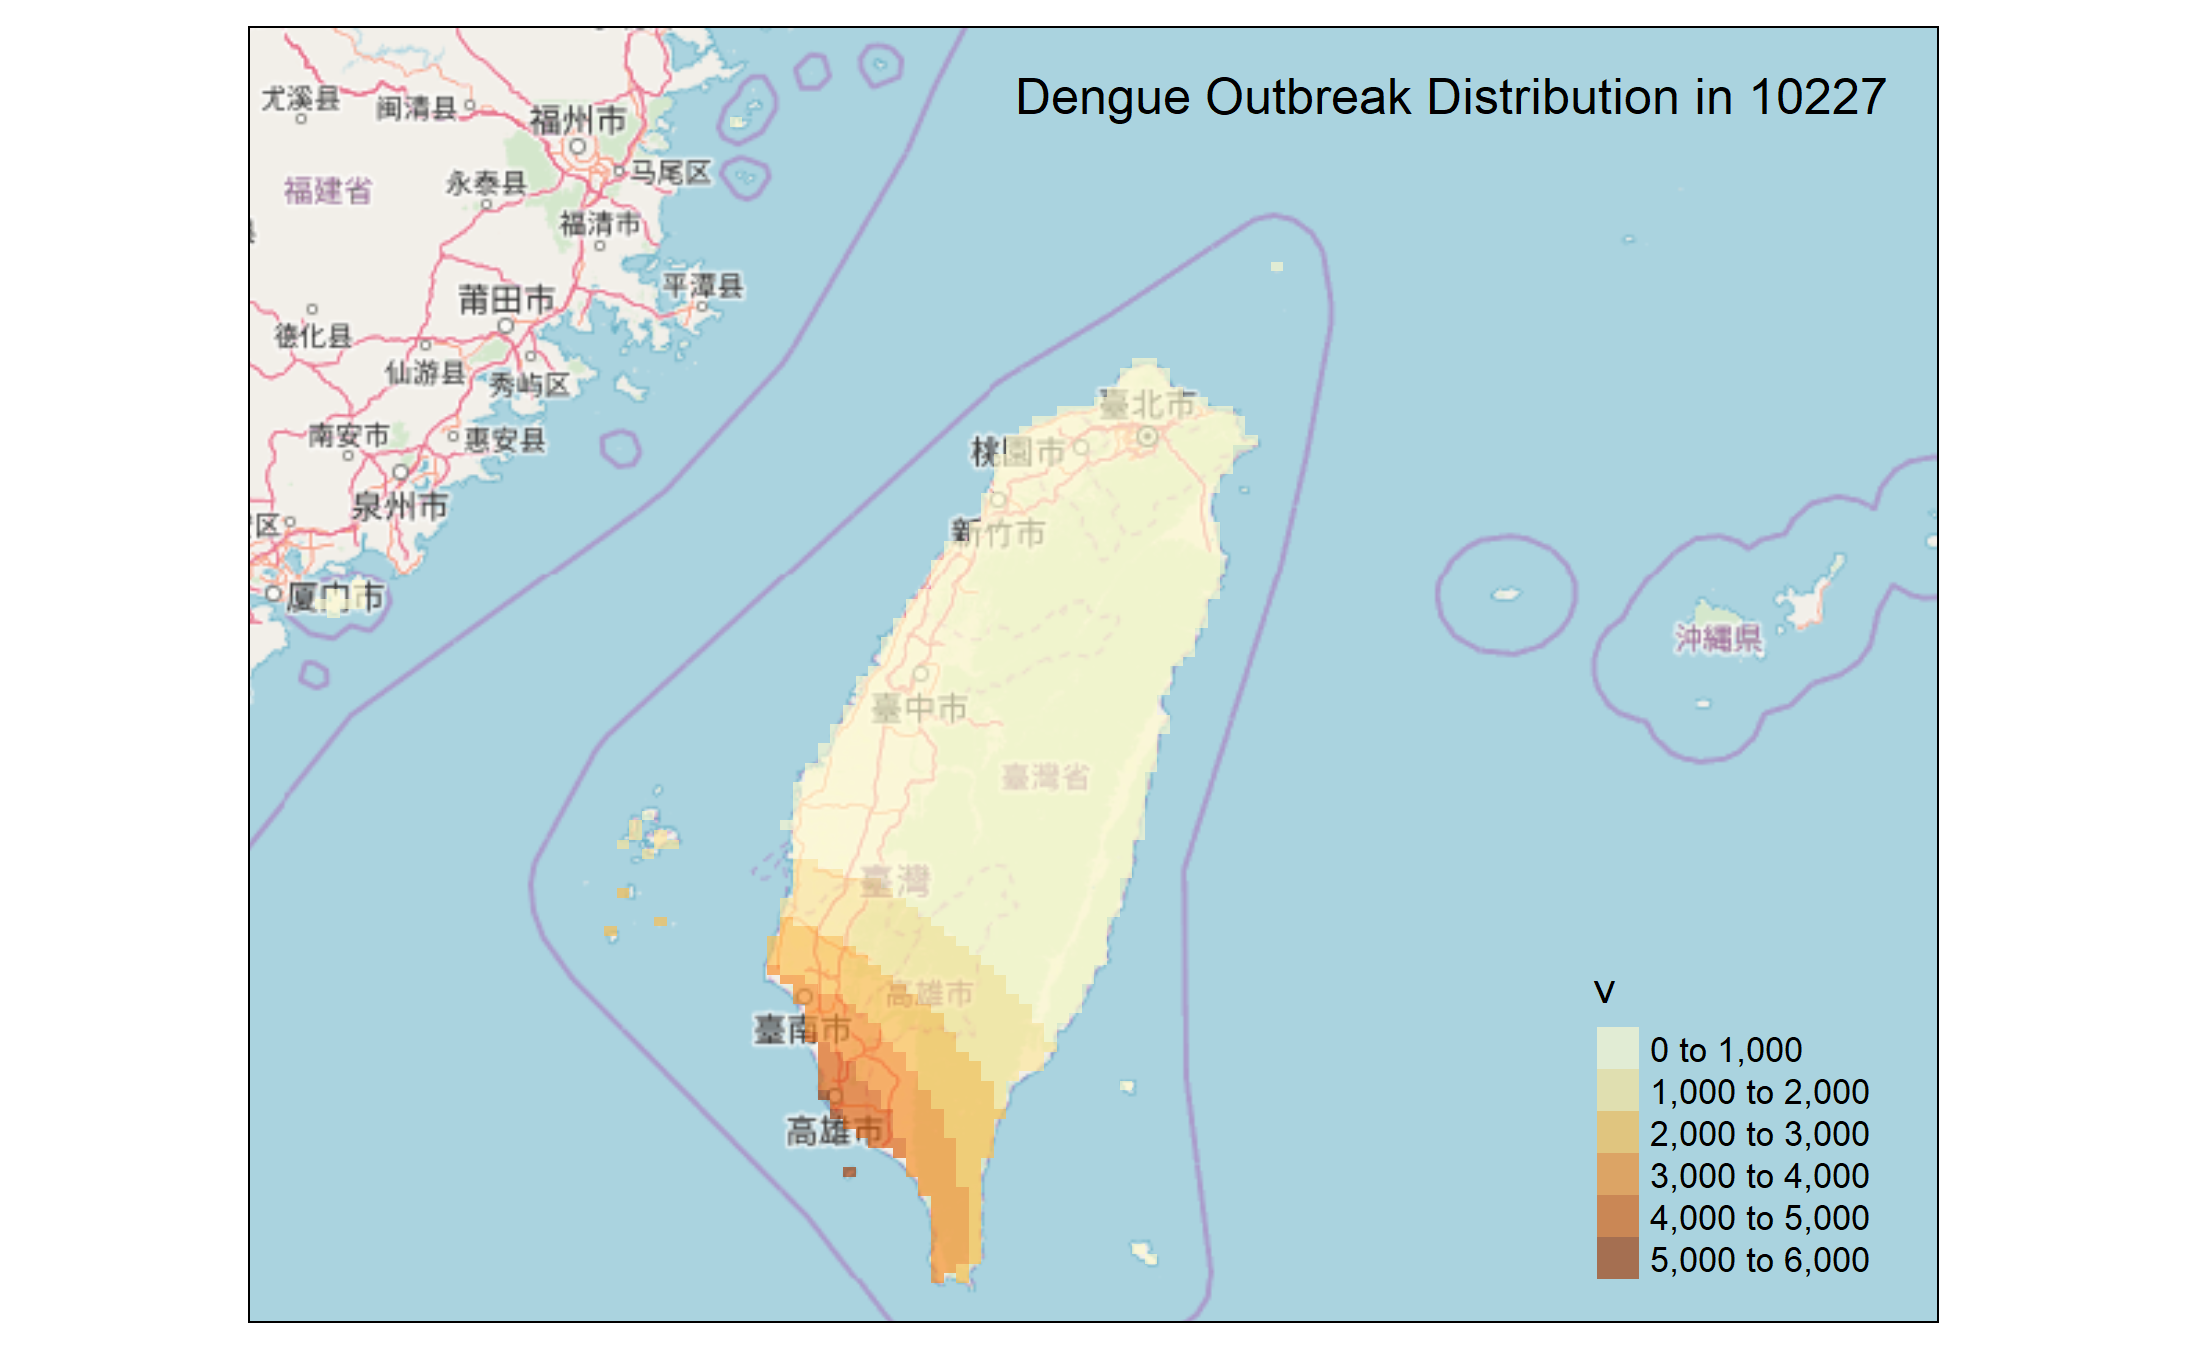 Dengue Outbreak Distribution in 10227
尤溪县
闽清县
福州市
马尾区
永泰县
福建省
福清市
平潭县
莆田市
德化县
仙游县
秀屿区
南安市
惠安县
泉州市
区
厦门市
臺北市
桃園市
新竹市
臺中市
臺灣省
臺灣
高雄市
臺南市
高雄市
沖縄県
v
0 to 1,000
1,000 to 2,000
2,000 to 3,000
3,000 to 4,000
4,000 to 5,000
5,000 to 6,000